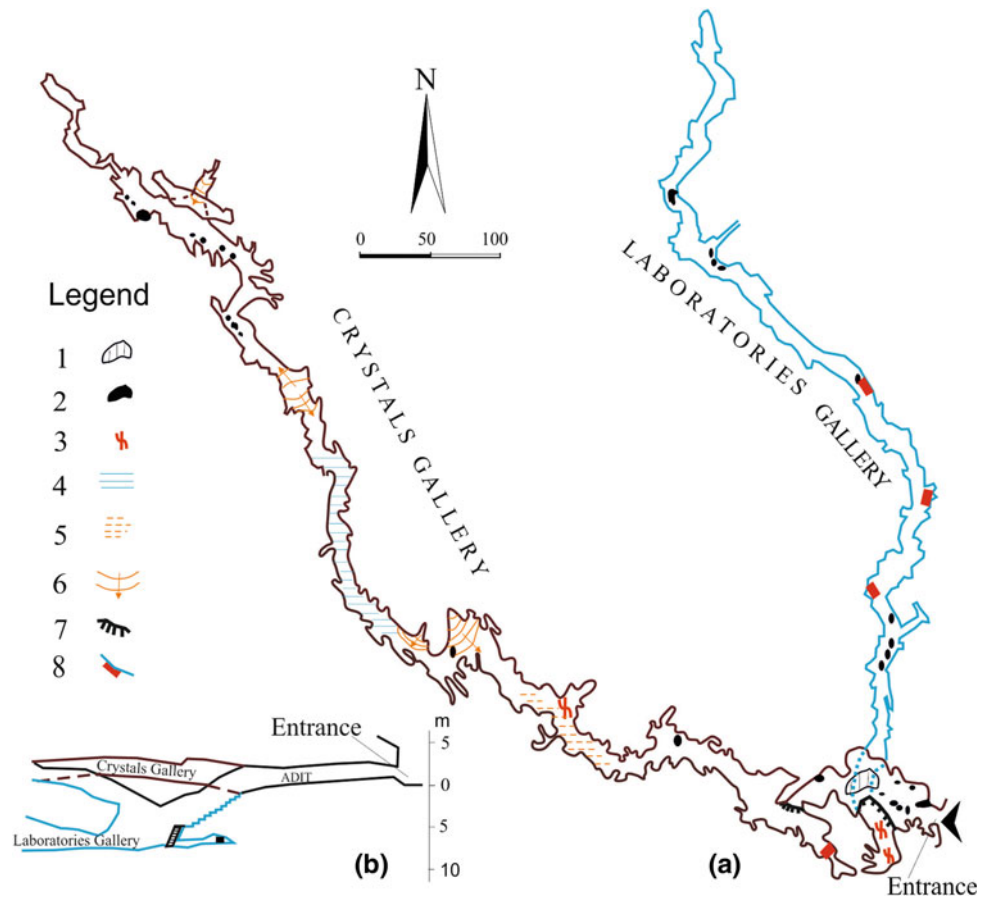 N
0 50 100
LABORATORIES GALLERY
CRYSTALS GALLERY
Legend
1
2
3
4
5
6
7
8
Entrance
m
5
0
5
10
Crystals Gallery
ADIT
Laboratories Gallery
(b)
(a)
Entrance